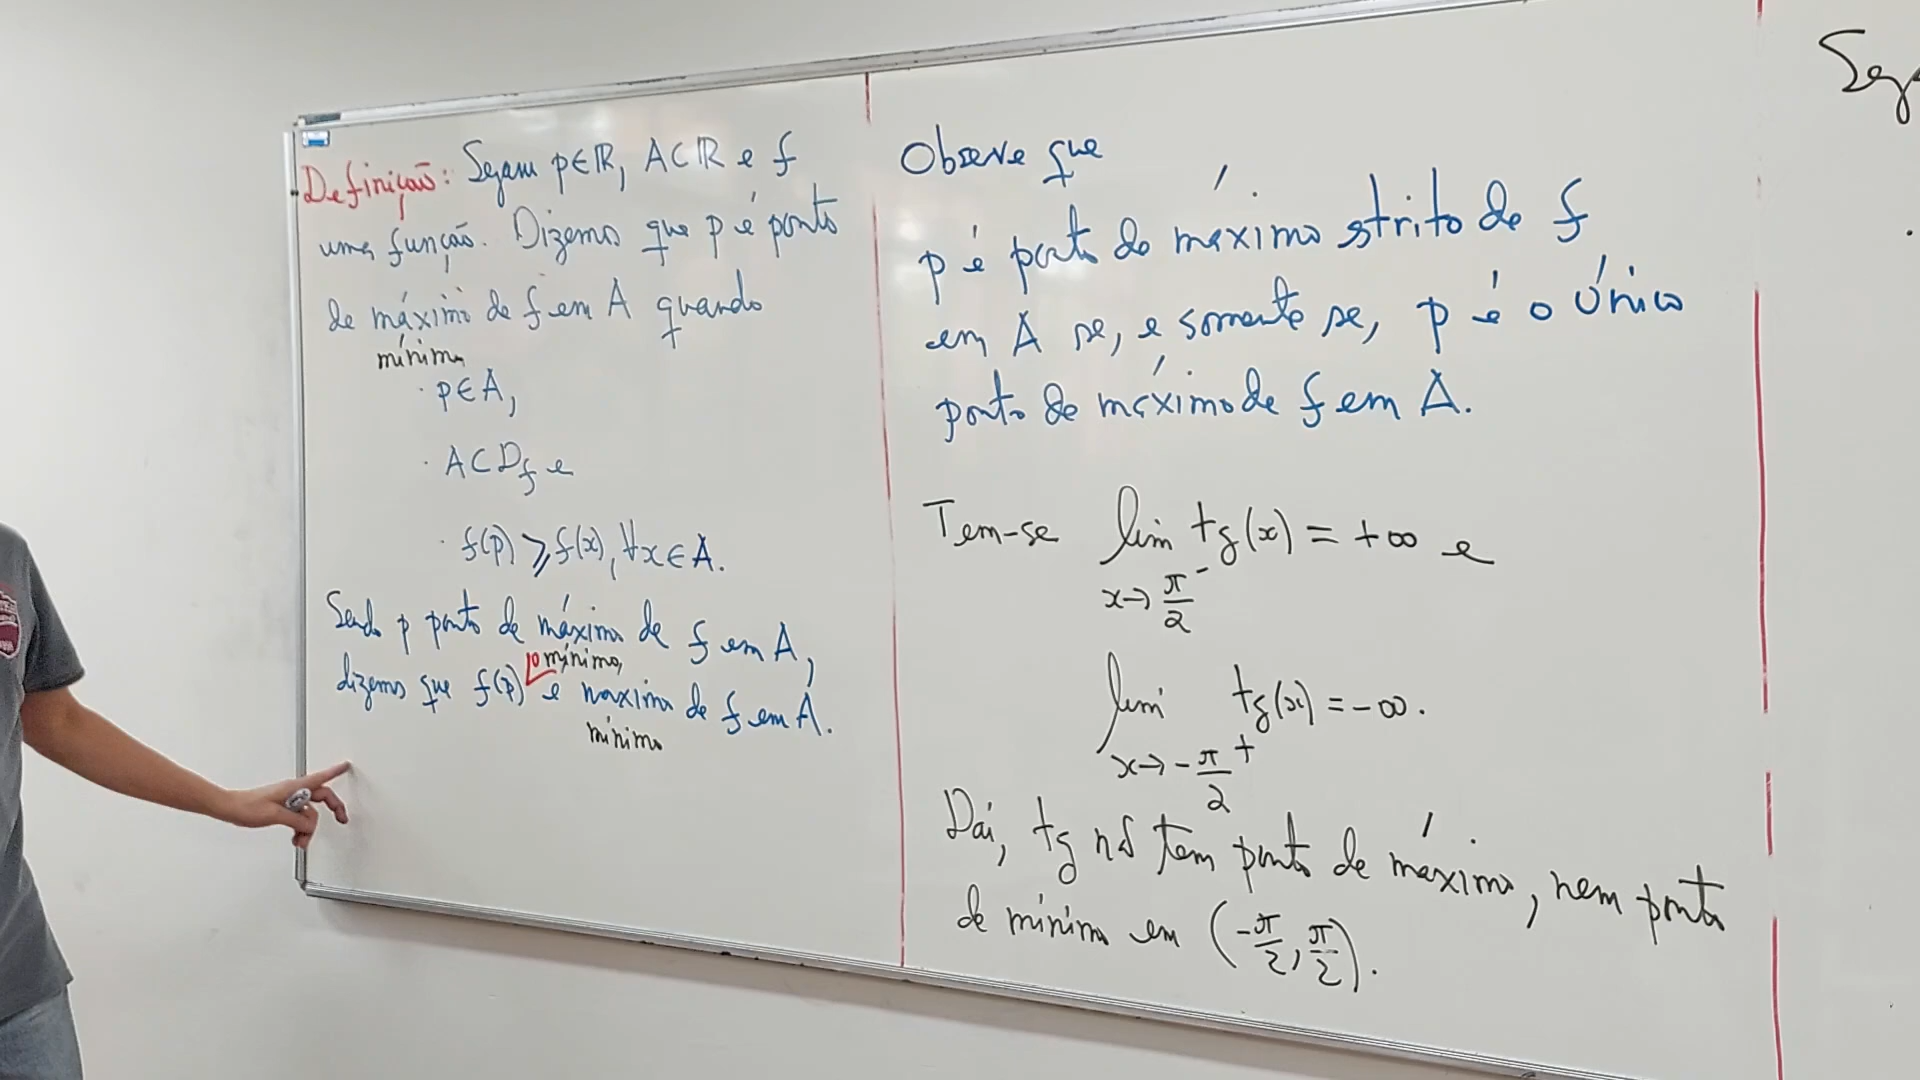 Definição: Sejam p∈ℝ, A⊂ℝ e f
uma função. Dizemos que p é ponto
de máximo de f em A quando
mínimo
· p∈A,
· A⊂D_f e
· f(p) ⩾ f(x), ∀x∈A.
Sendo p ponto de máximo de f em A,
o mínimo,
dizemos que f(p) é máximo de f em A.
mínimo
Observe que
p é ponto de máximo strito de f
em A se, e somente se, p é o único
ponto de máximo de f em A.
Tem-se lim tg(x) = +∞ e
x→π/2⁻
lim tg(x) = -∞.
x→-π/2⁺
Daí, tg não tem ponto de máximo, nem ponto
de mínimo em (-π/2, π/2).